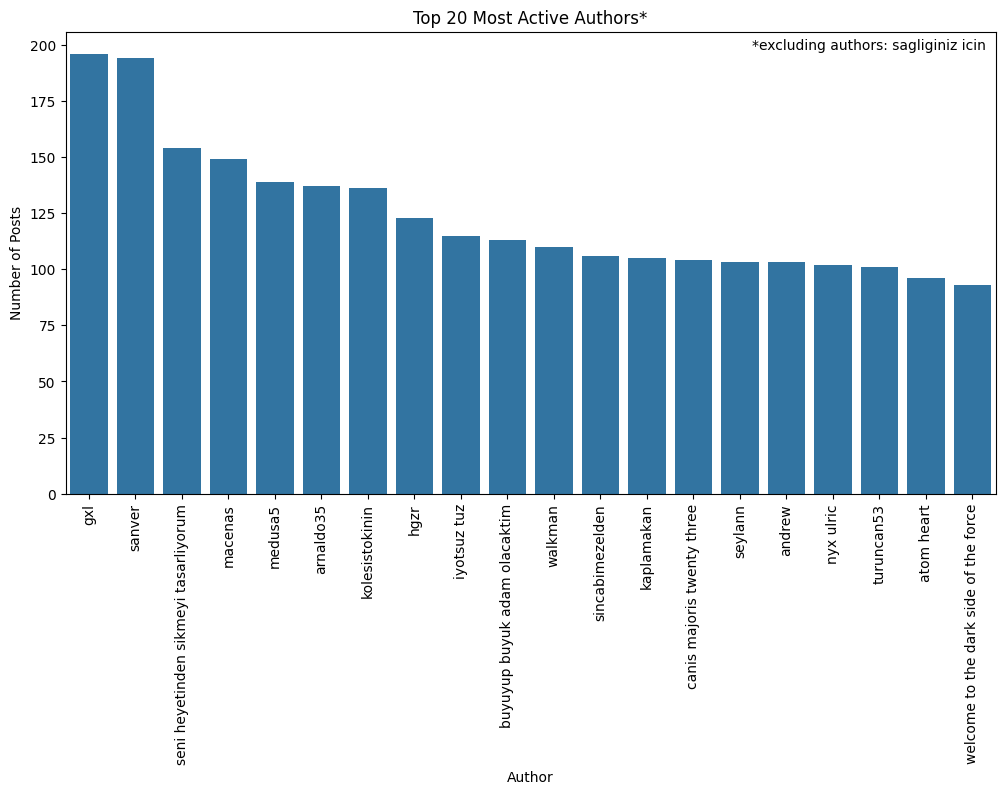 Top 20 Most Active Authors*
*excluding authors: sagliginiz icin
Number of Posts
200
175
150
125
100
75
50
25
0
gxl
sanver
seni heyetinden sikmeyi tasarliyorum
macenas
medusa5
arnaldo35
kolesistokinin
hgzr
iyotsuz tuz
buyuyup buyuk adam olacaktim
walkman
sincabimezelden
kaplamakan
canis majoris twenty three
seylann
andrew
nyx ulric
turuncan53
atom heart
welcome to the dark side of the force
Author